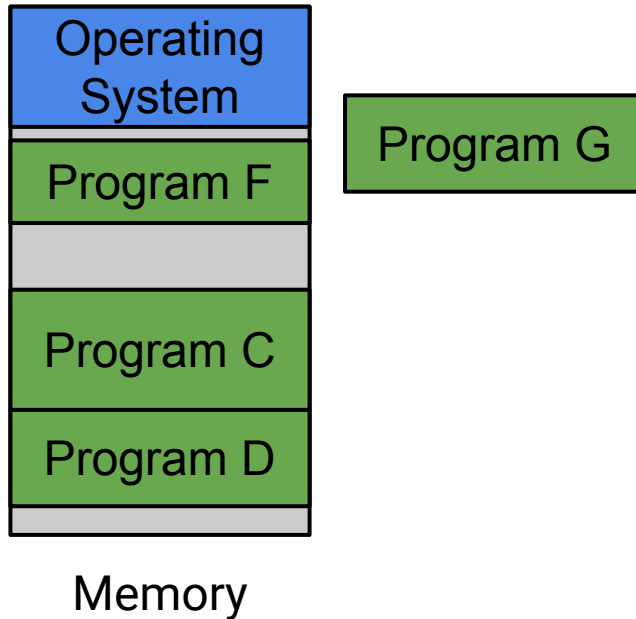 Operating
System
Program G
Program F
Program C
Program D
Memory